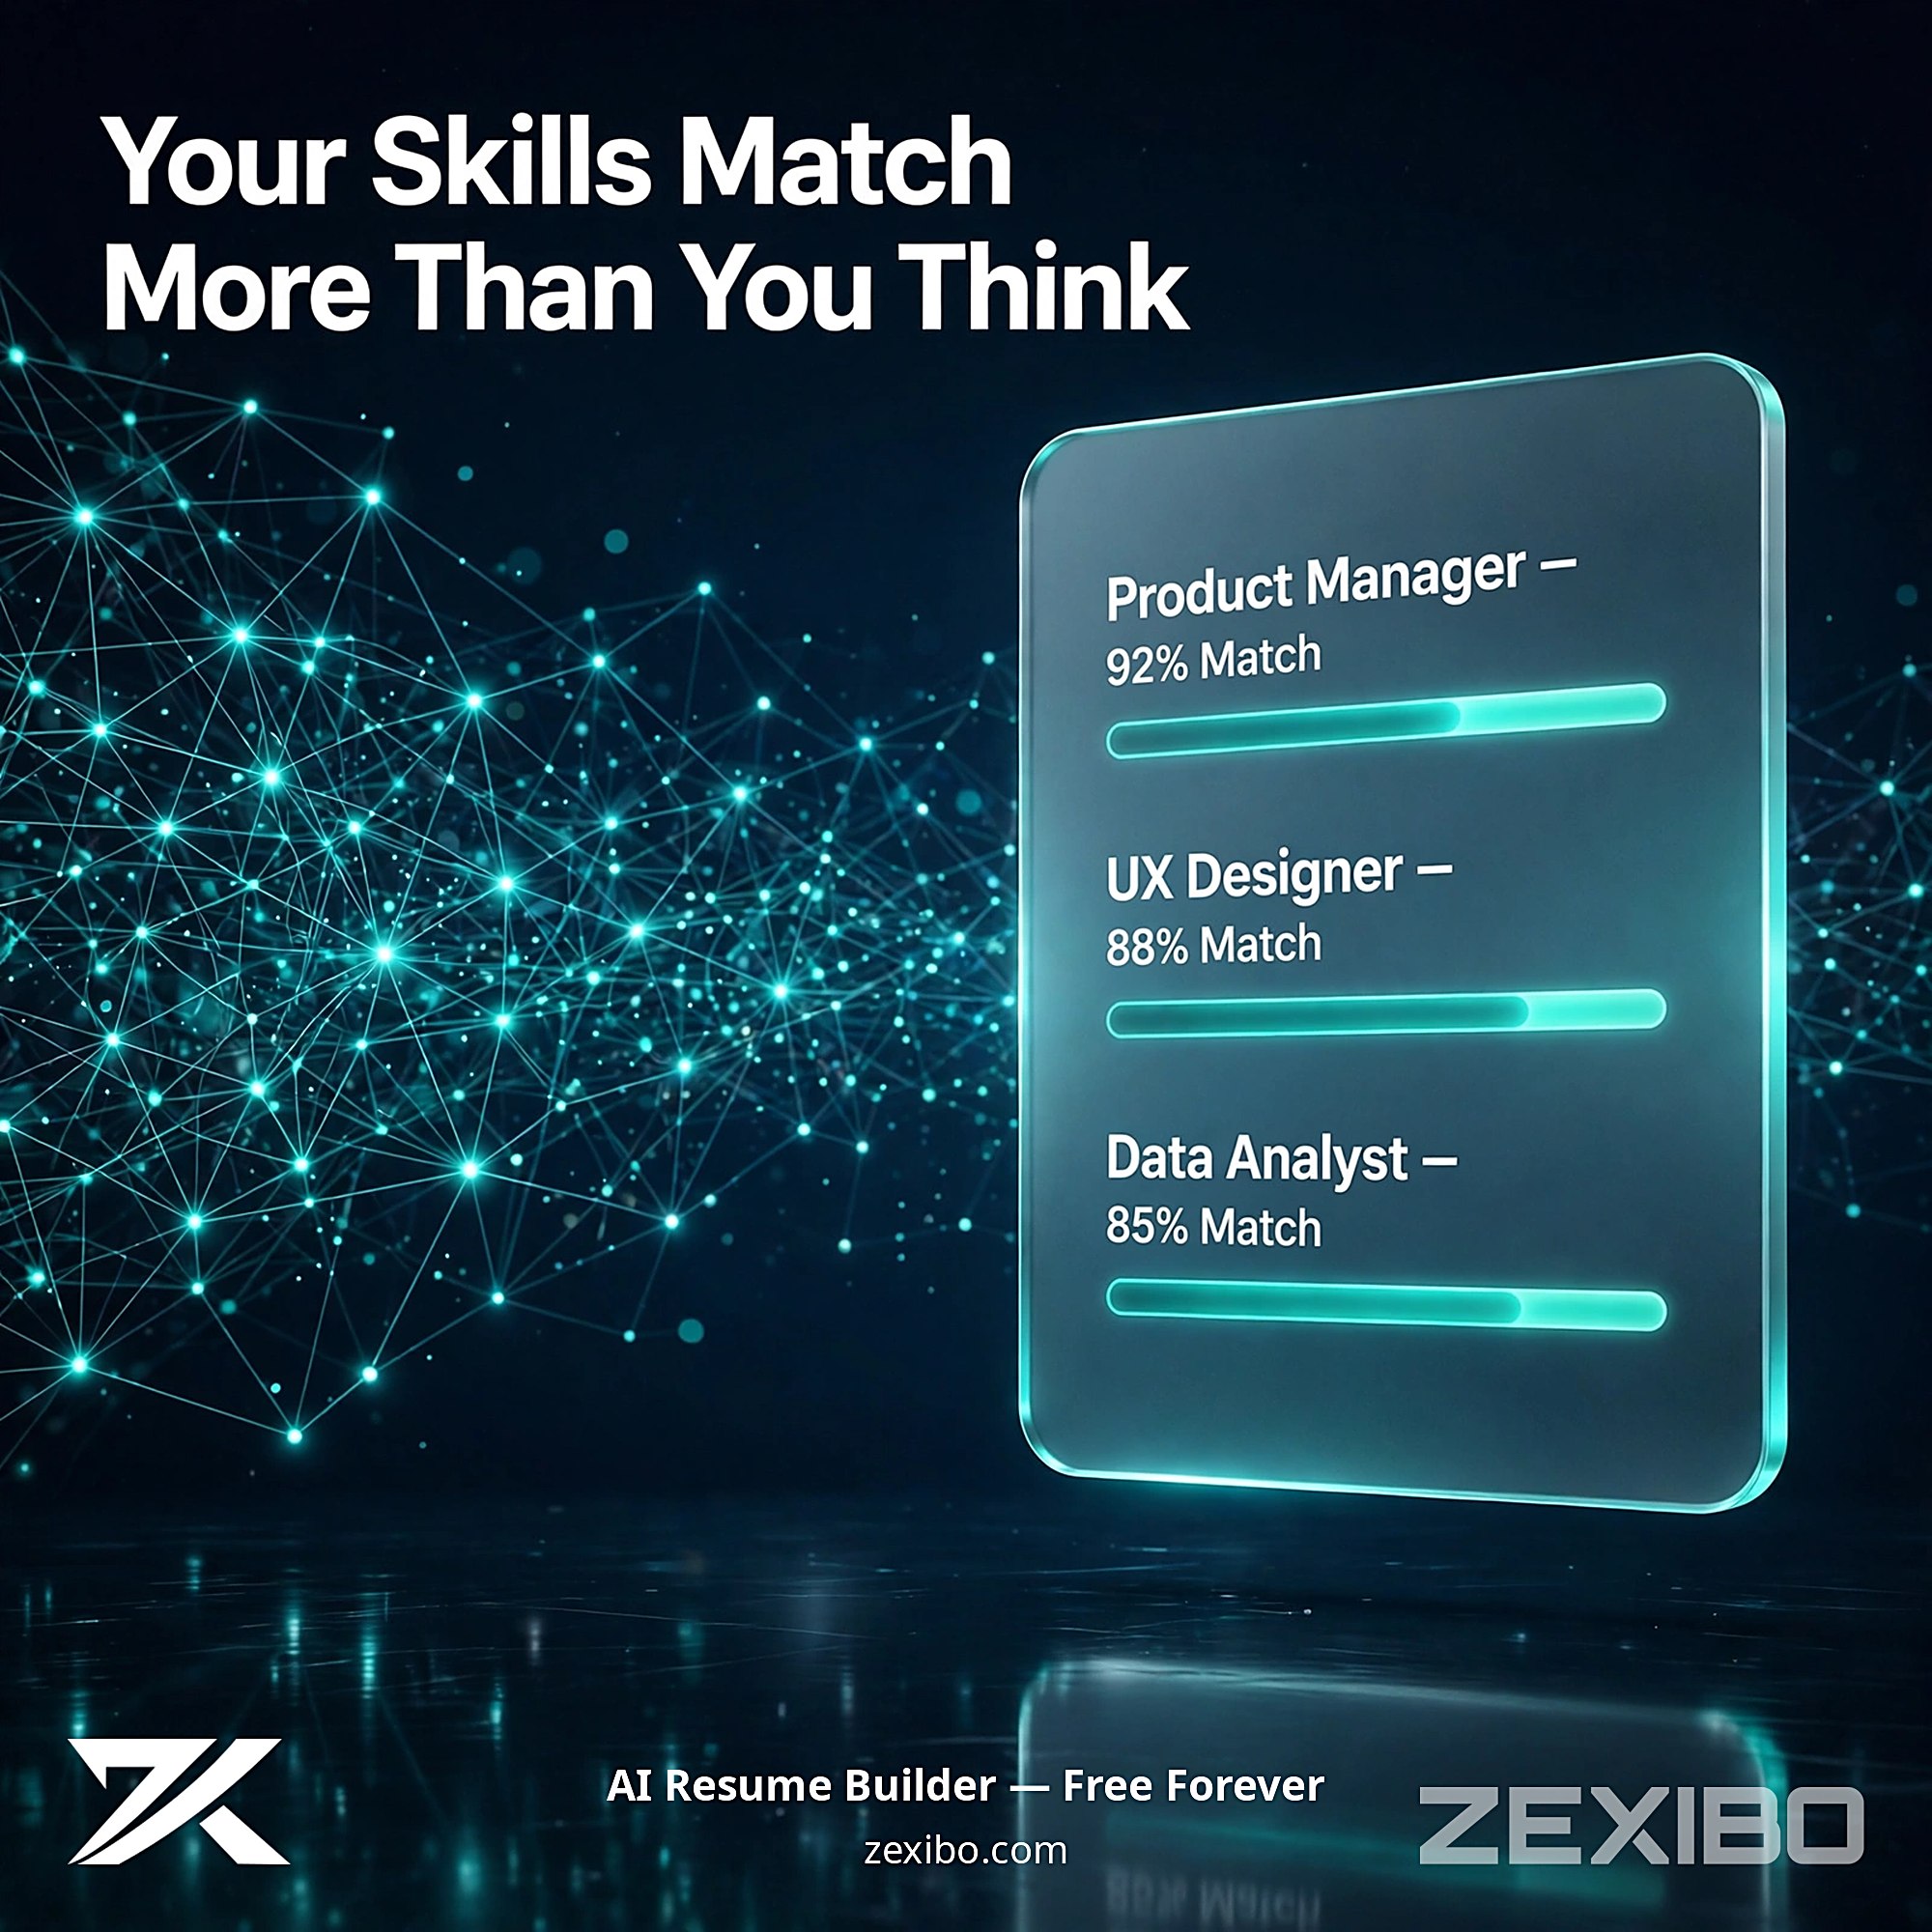 Your Skills Match
More Than You Think
Product Manager –
92% Match
UX Designer –
88% Match
Data Analyst –
85% Match
AI Resume Builder — Free Forever
zexibo.com
ZEXIBO